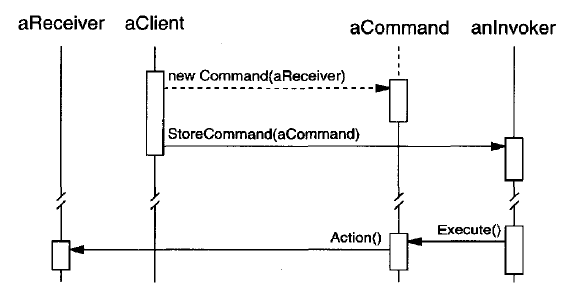 aReceiver aClient aCommand anInvoker
new Command(aReceiver)
StoreCommand(aCommand)
Action() Execute()